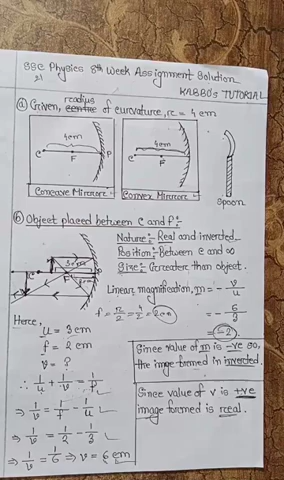 SSC Physics 8th Week Assignment Solution
21
KABBO's TUTORIAL
radius
(a) Given, centre of curvature, r = 4 cm
4cm
C F P
4cm
C F
Concave Mirror
Convex Mirror
Spoon
(b) Object placed between C and F:-
Nature:- Real and inverted.
Position:- Between C and ∞
Size:- Greater than object.
Linear magnification, m = - v/u
f = r/2 = 4/2 = 2cm
= - 6/3
= -2
Here,
u = 3 cm
f = 2 cm
v = ?
∴ 1/u + 1/v = 1/f
⇒ 1/v = 1/f - 1/u
⇒ 1/v = 1/2 - 1/3
⇒ 1/v = 1/6 ⇒ v = 6 cm
Since value of m is -ve so,
the image formed in inverted.
Since value of v is +ve
image formed is real.